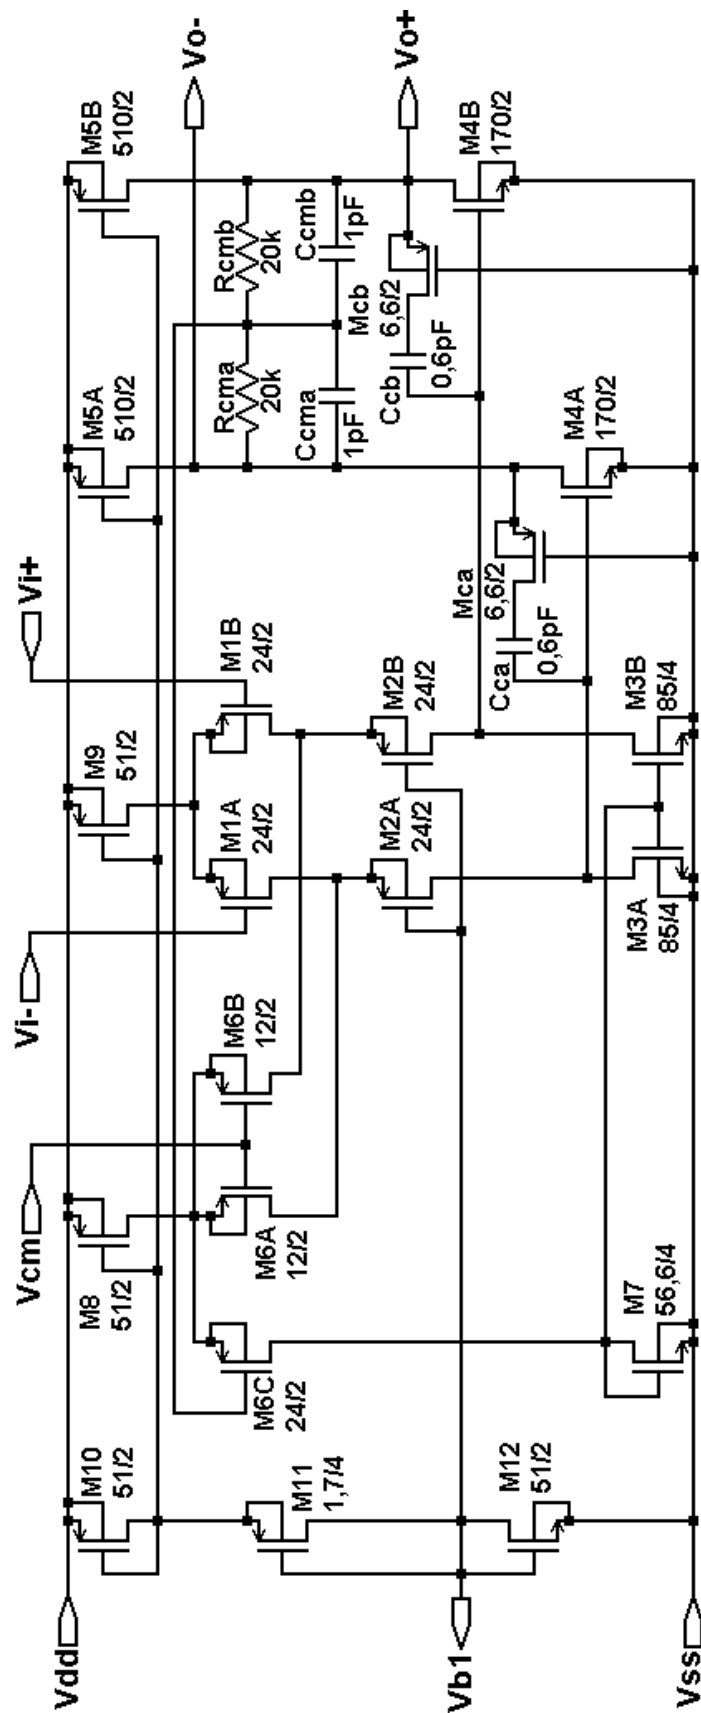 Vdd
Vb1
Vss
M10
51/2
M11
1,7/4
M12
51/2
Vcm
M8
51/2
M6C
24/2
M6A
12/2
M6B
12/2
M7
56,6/4
Vi-
Vi+
M9
51/2
M1A
24/2
M1B
24/2
M2A
24/2
M2B
24/2
M3A
85/4
M3B
85/4
M5A
510/2
M5B
510/2
Rcma
20k
Rcmb
20k
Ccma
1pF
Ccmb
1pF
Mca
6,6/2
Cca
0,6pF
Mcb
6,6/2
Ccb
0,6pF
M4A
170/2
M4B
170/2
Vo-
Vo+